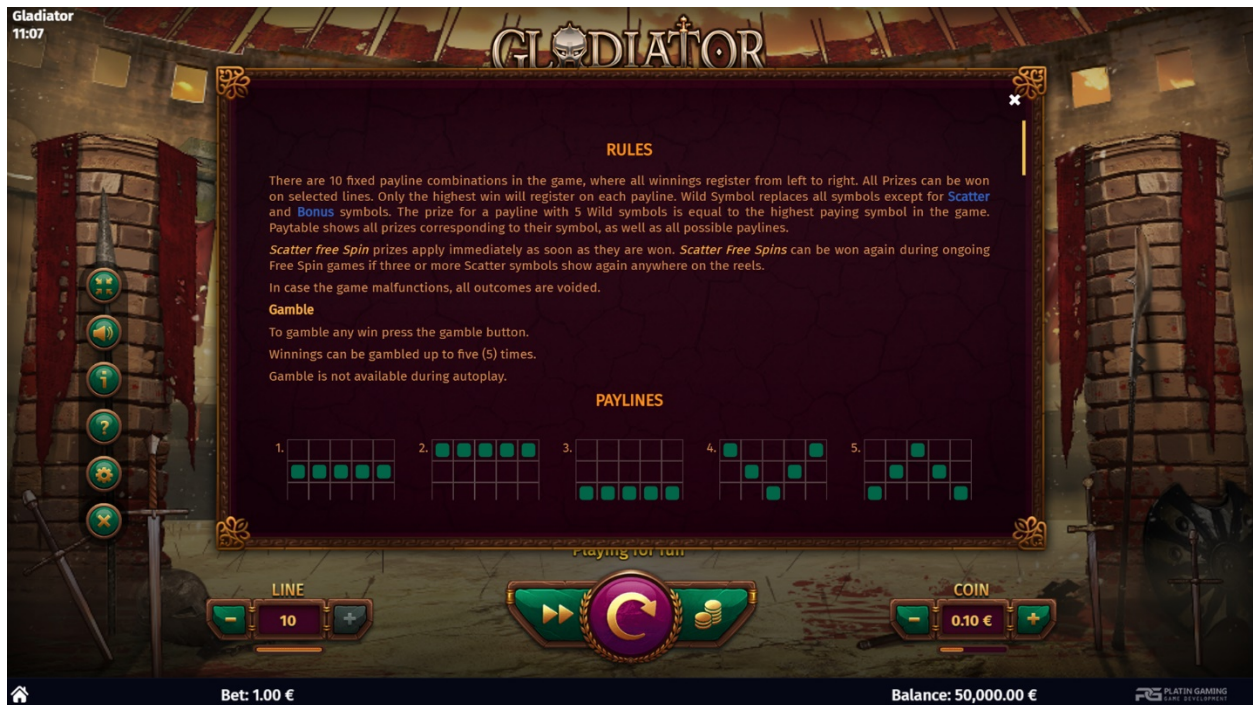 Gladiator
11:07
GLADIATOR
RULES
There are 10 fixed payline combinations in the game, where all winnings register from left to right. All Prizes can be won
on selected lines. Only the highest win will register on each payline. Wild Symbol replaces all symbols except for Scatter
and Bonus symbols. The prize for a payline with 5 Wild symbols is equal to the highest paying symbol in the game.
Paytable shows all prizes corresponding to their symbol, as well as all possible paylines.
Scatter free Spin prizes apply immediately as soon as they are won. Scatter Free Spins can be won again during ongoing
Free Spin games if three or more Scatter symbols show again anywhere on the reels.
In case the game malfunctions, all outcomes are voided.
Gamble
To gamble any win press the gamble button.
Winnings can be gambled up to five (5) times.
Gamble is not available during autoplay.
PAYLINES
1. 2. 3. 4. 5.
Playing for fun
LINE
- 10 +
COIN
- 0.10 € +
Bet: 1.00 €
Balance: 50,000.00 €
PG PLATIN GAMING
GAME DEVELOPMENT